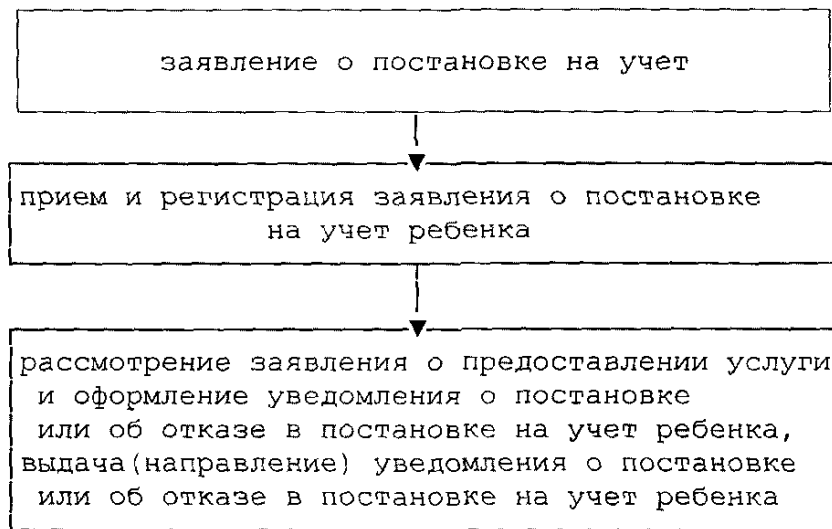 заявление о постановке на учет
прием и регистрация заявления о постановке
на учет ребенка
рассмотрение заявления о предоставлении услуги
и оформление уведомления о постановке
или об отказе в постановке на учет ребенка,
выдача(направление) уведомления о постановке
или об отказе в постановке на учет ребенка